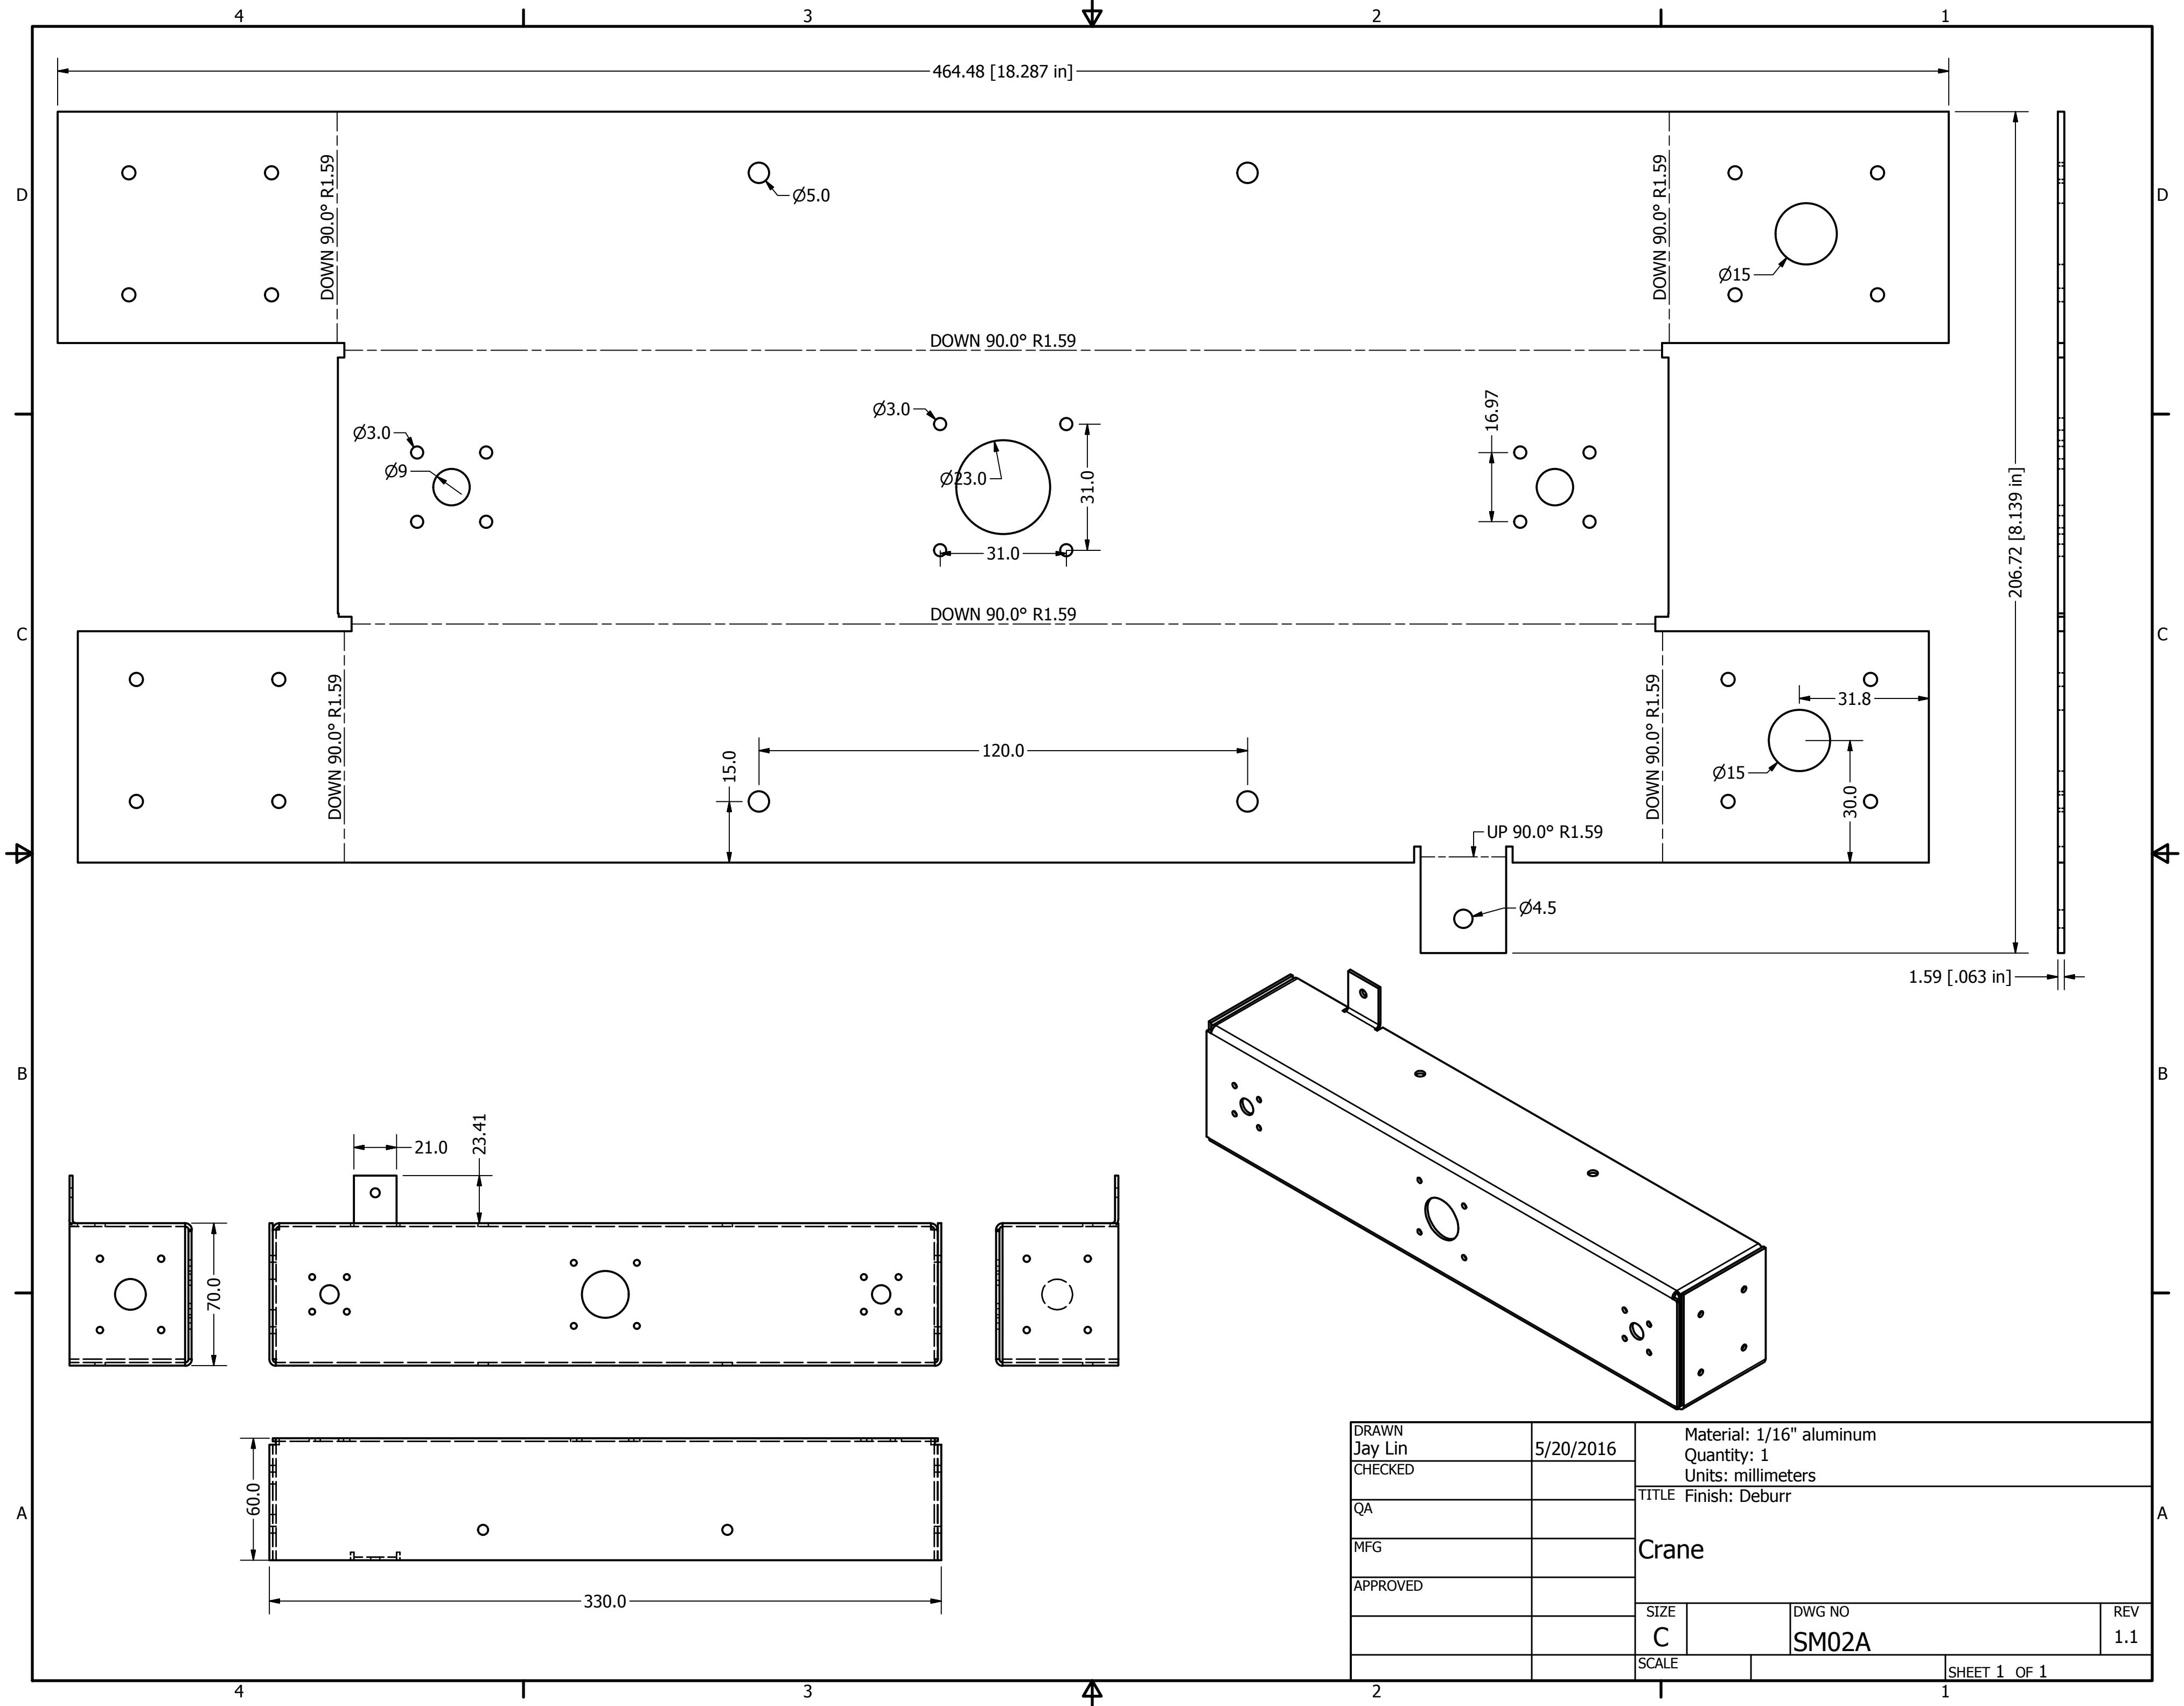 4 3 2 1
464.48 [18.287 in]
D
D
DOWN 90.0° R1.59
Ø5.0
DOWN 90.0° R1.59
Ø15
DOWN 90.0° R1.59
Ø3.0
Ø9
Ø3.0
Ø23.0
31.0
31.0
16.97
206.72 [8.139 in]
DOWN 90.0° R1.59
C
C
DOWN 90.0° R1.59
15.0
120.0
DOWN 90.0° R1.59
31.8
Ø15
30.0
UP 90.0° R1.59
Ø4.5
1.59 [.063 in]
B
B
21.0
23.41
70.0
60.0
330.0
A
A
DRAWN
Jay Lin
5/20/2016
CHECKED
QA
MFG
APPROVED
Material: 1/16" aluminum
Quantity: 1
Units: millimeters
TITLE Finish: Deburr
Crane
SIZE
C
DWG NO
SM02A
REV
1.1
SCALE
SHEET 1 OF 1
4 3 2 1